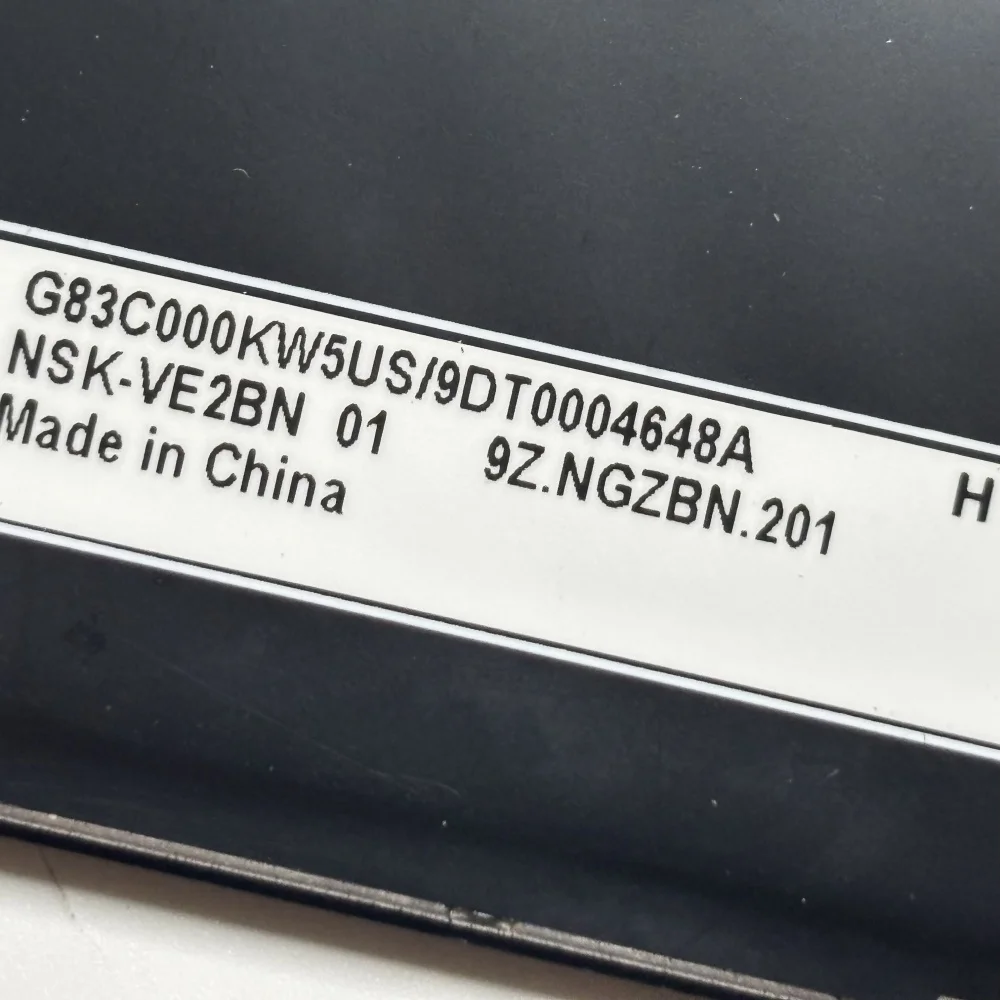 G83C000KW5US/9DT0004648A
NSK-VE2BN 01 9Z.NGZBN.201 H
Made in China